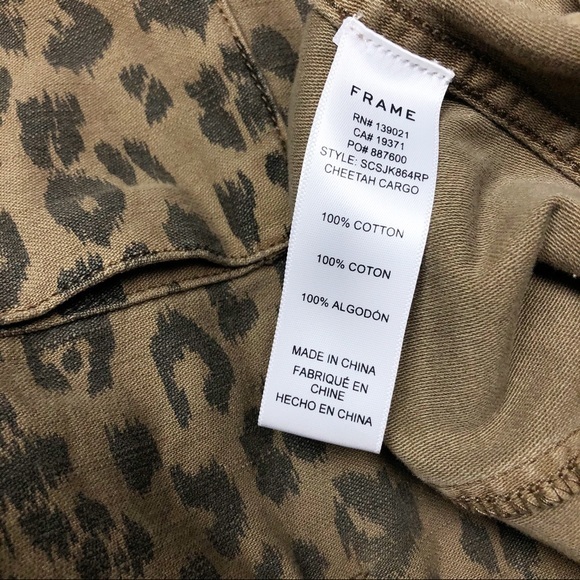 FRAME
RN# 139021
CA# 19371
PO# 887600
STYLE: SCSJK864RP
CHEETAH CARGO
100% COTTON
100% COTON
100% ALGODÓN
MADE IN CHINA
FABRIQUÉ EN
CHINE
HECHO EN CHINA